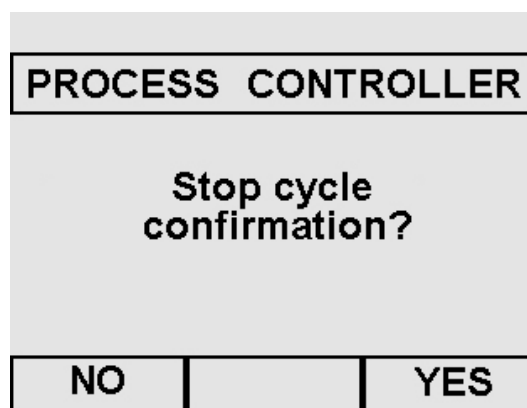 PROCESS CONTROLLER
Stop cycle
confirmation?
NO YES